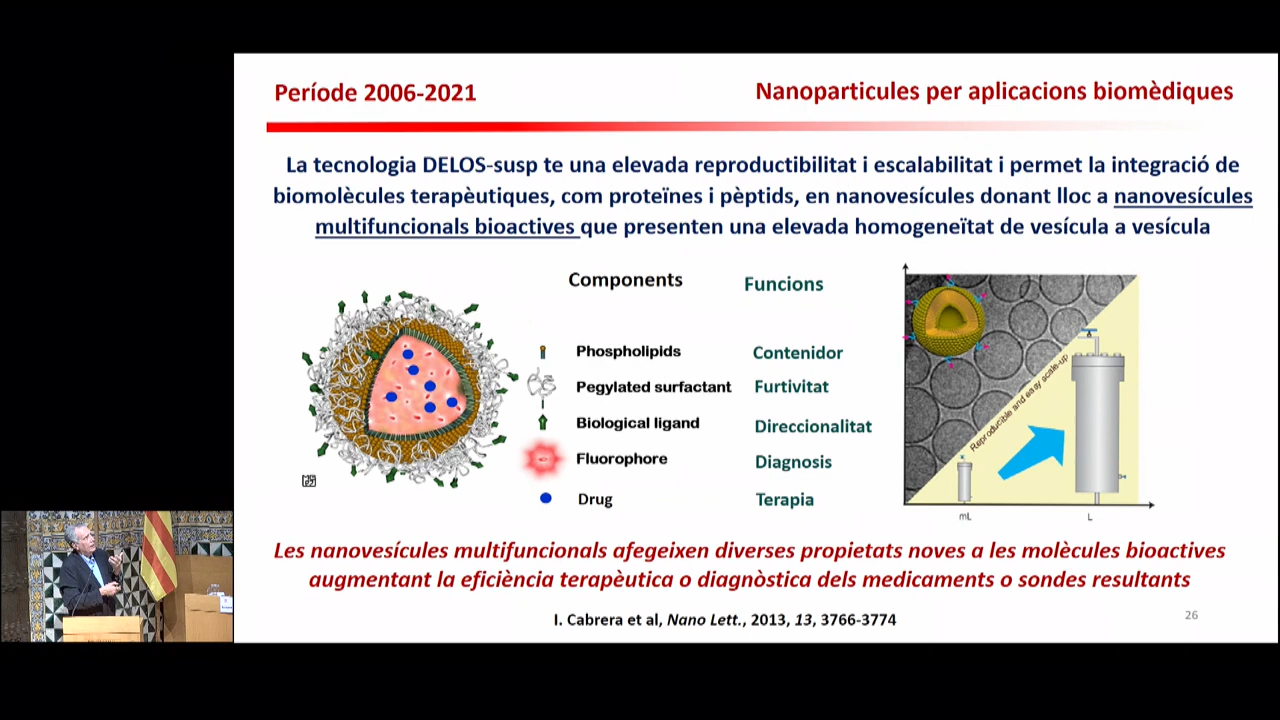 Període 2006-2021
Nanoparticules per aplicacions biomèdiques
La tecnologia DELOS-susp te una elevada reproductibilitat i escalabilitat i permet la integració de
biomolècules terapèutiques, com proteïnes i pèptids, en nanovesícules donant lloc a nanovesícules
multifuncionals bioactives que presenten una elevada homogeneïtat de vesícula a vesícula
Components
Funcions
Phospholipids
Contenidor
Pegylated surfactant
Furtivitat
Biological ligand
Direccionalitat
Fluorophore
Diagnosis
Drug
Terapia
Reproducible and easy scale-up
mL
L
Les nanovesícules multifuncionals afegeixen diverses propietats noves a les molècules bioactives
augmentant la eficiència terapèutica o diagnòstica dels medicaments o sondes resultants
I. Cabrera et al, Nano Lett., 2013, 13, 3766-3774
26